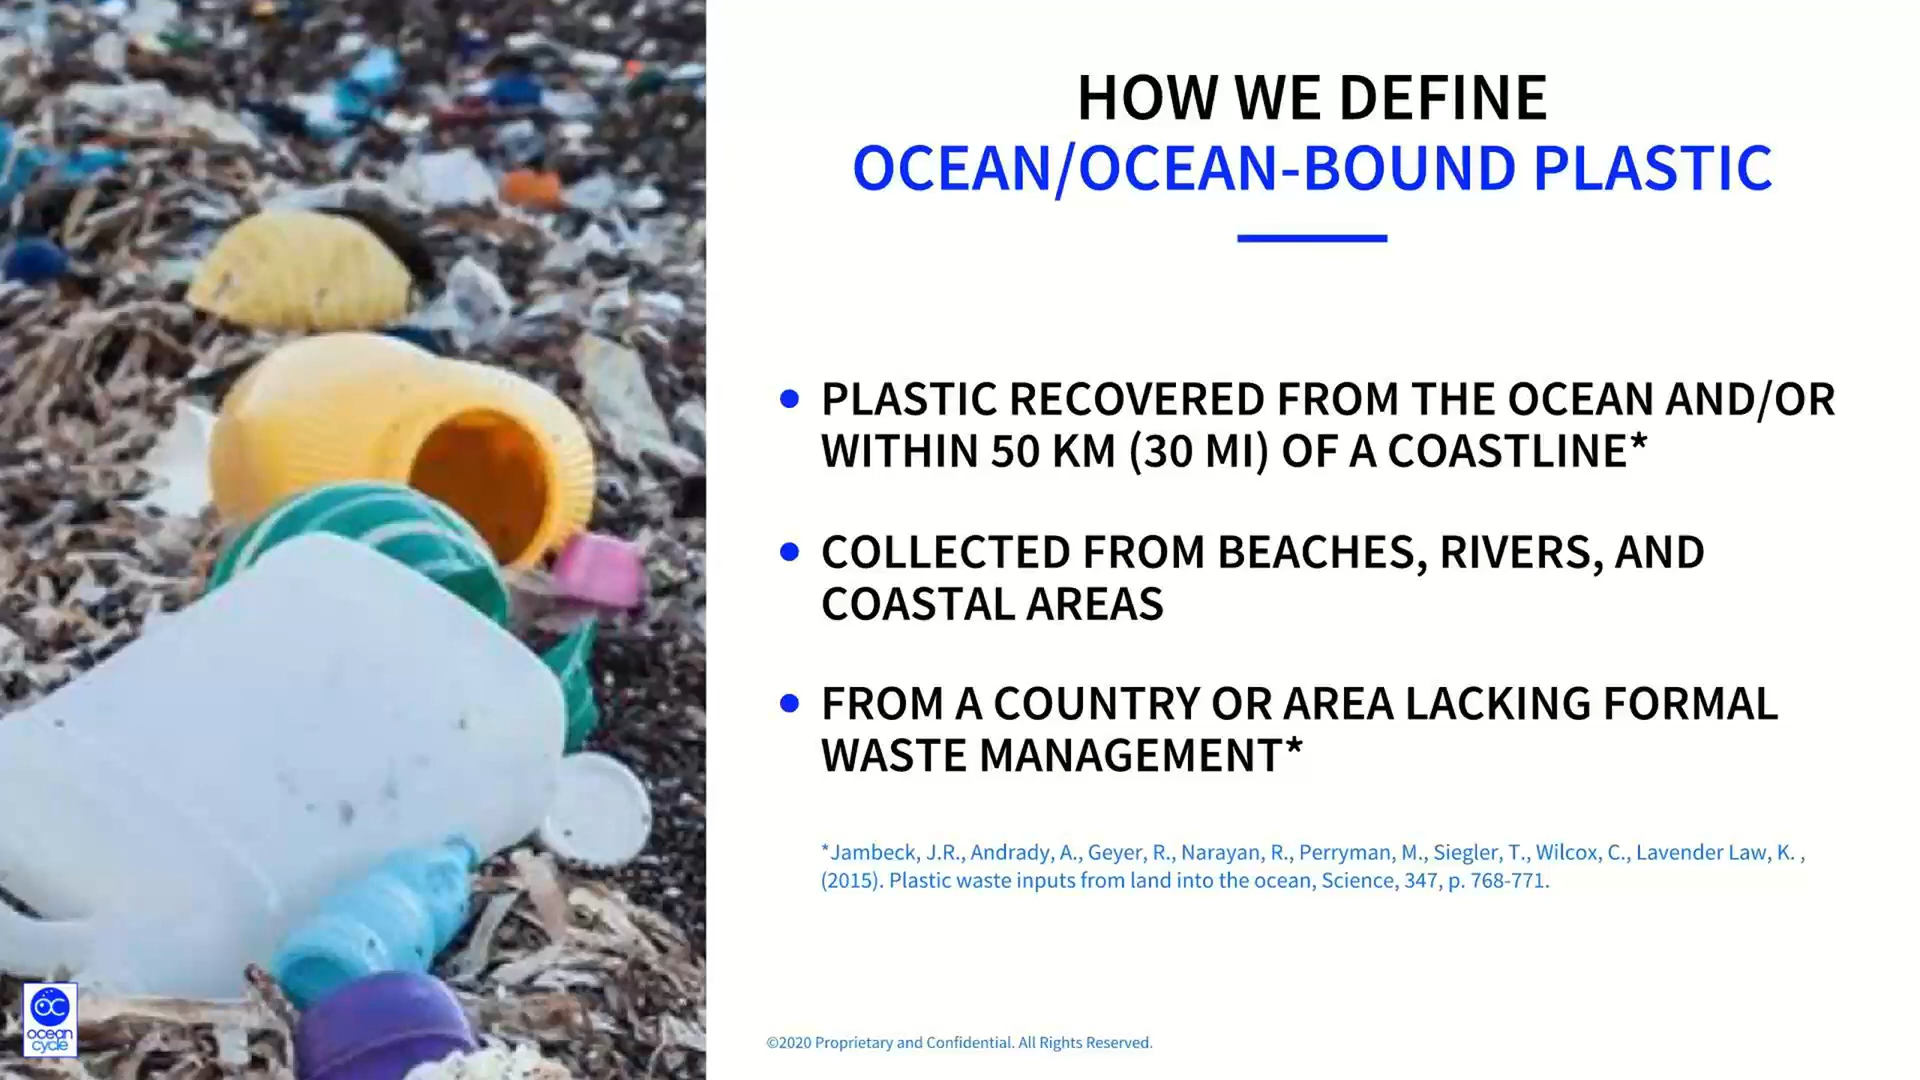 HOW WE DEFINE
OCEAN/OCEAN-BOUND PLASTIC
• PLASTIC RECOVERED FROM THE OCEAN AND/OR
WITHIN 50 KM (30 MI) OF A COASTLINE*
• COLLECTED FROM BEACHES, RIVERS, AND
COASTAL AREAS
• FROM A COUNTRY OR AREA LACKING FORMAL
WASTE MANAGEMENT*
*Jambeck, J.R., Andrady, A., Geyer, R., Narayan, R., Perryman, M., Siegler, T., Wilcox, C., Lavender Law, K. ,
(2015). Plastic waste inputs from land into the ocean, Science, 347, p. 768-771.
OC
ocean
cycle
©2020 Proprietary and Confidential. All Rights Reserved.